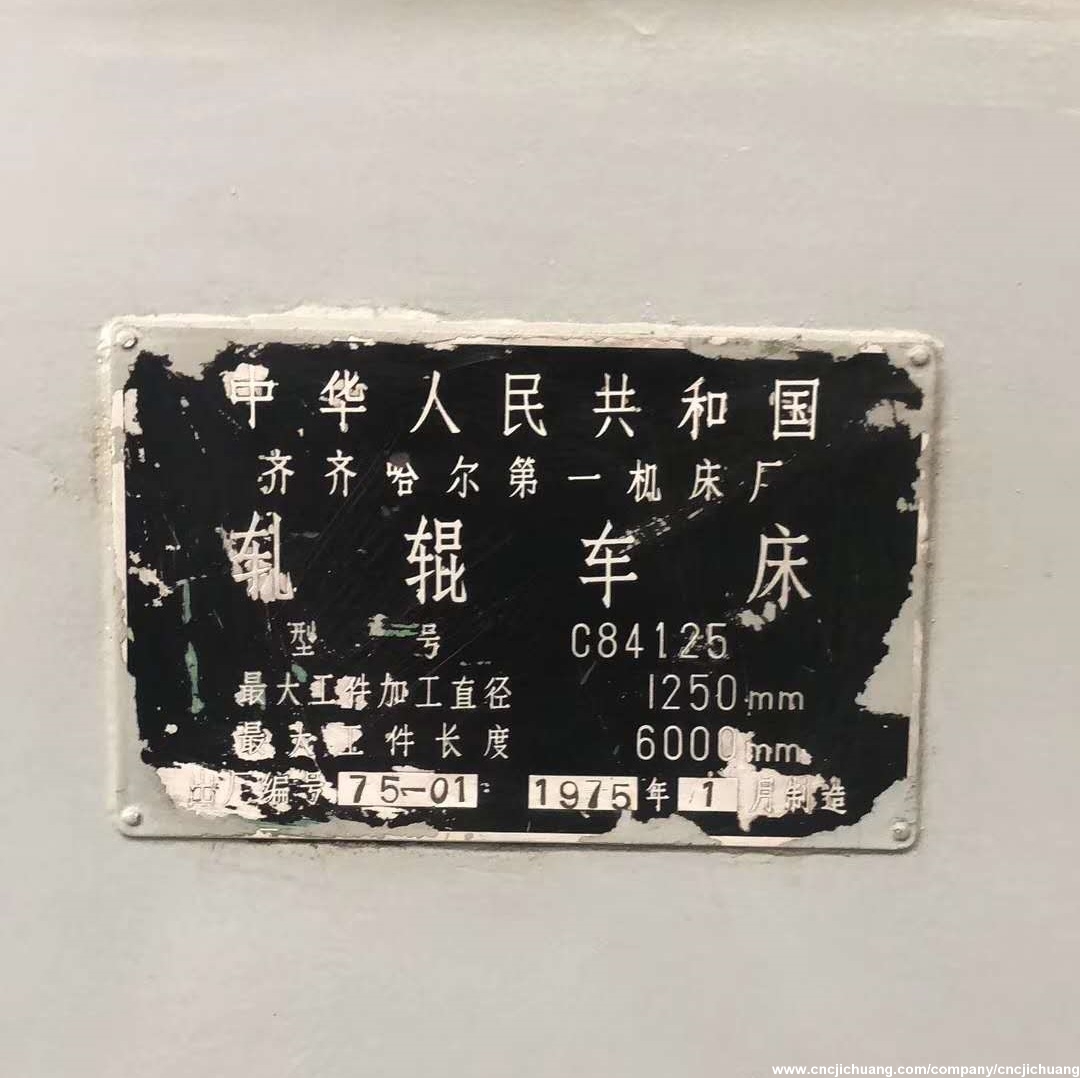 中华人民共和国
齐齐哈尔第一机床厂
轧辊车床
型号 C84125
最大工件加工直径 1250mm
最大工件长度 6000mm
出厂编号 75-01 1975年1月制造
www.cncjichuang.com/company/cncjichuang